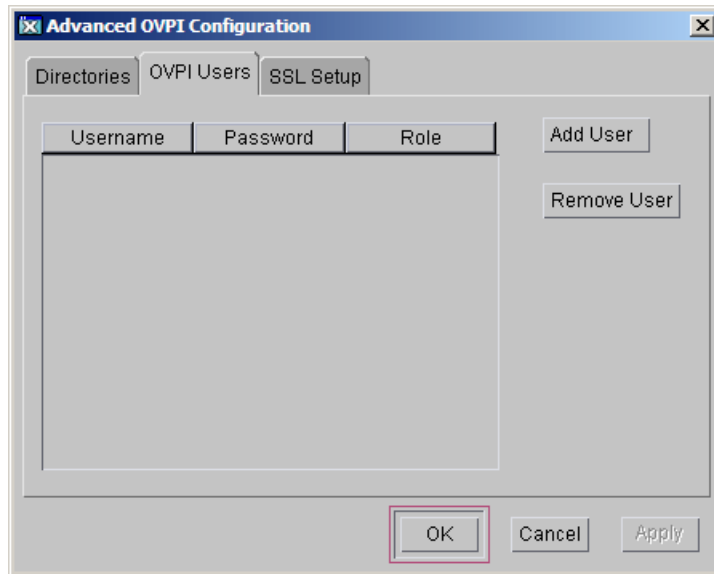 Advanced OVPI Configuration
Directories OVPI Users SSL Setup
Username Password Role
Add User
Remove User
OK Cancel Apply